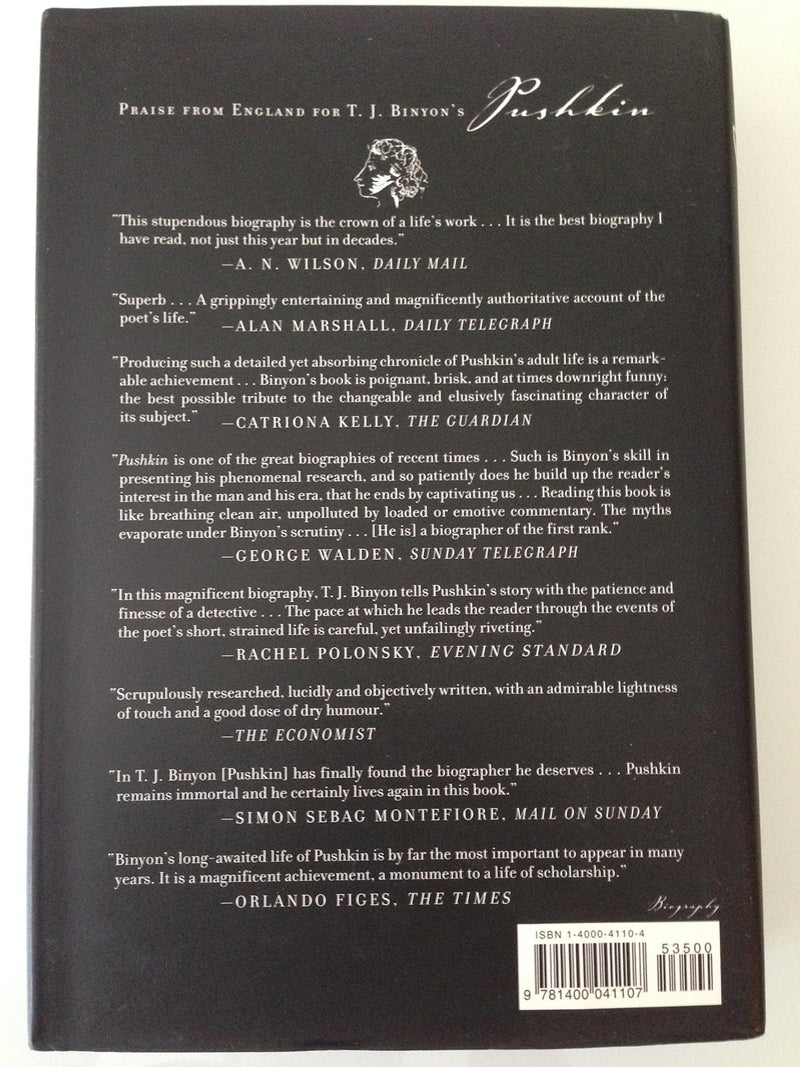 PRAISE FROM ENGLAND FOR T. J. BINYON'S Pushkin
"This stupendous biography is the crown of a life's work . . . It is the best biography I
have read, not just this year but in decades."
—A. N. WILSON, DAILY MAIL
"Superb . . . A grippingly entertaining and magnificently authoritative account of the
poet's life."
—ALAN MARSHALL, DAILY TELEGRAPH
"Producing such a detailed yet absorbing chronicle of Pushkin's adult life is a remark-
able achievement . . . Binyon's book is poignant, brisk, and at times downright funny:
the best possible tribute to the changeable and elusively fascinating character of
its subject."
—CATRIONA KELLY, THE GUARDIAN
"Pushkin is one of the great biographies of recent times . . . Such is Binyon's skill in
presenting his phenomenal research, and so patiently does he build up the reader's
interest in the man and his era, that he ends by captivating us . . . Reading this book is
like breathing clean air, unpolluted by loaded or emotive commentary. The myths
evaporate under Binyon's scrutiny . . . [He is] a biographer of the first rank."
—GEORGE WALDEN, SUNDAY TELEGRAPH
"In this magnificent biography, T. J. Binyon tells Pushkin's story with the patience and
finesse of a detective . . . The pace at which he leads the reader through the events of
the poet's short, strained life is careful, yet unfailingly riveting."
—RACHEL POLONSKY, EVENING STANDARD
"Scrupulously researched, lucidly and objectively written, with an admirable lightness
of touch and a good dose of dry humour."
—THE ECONOMIST
"In T. J. Binyon [Pushkin] has finally found the biographer he deserves . . . Pushkin
remains immortal and he certainly lives again in this book."
—SIMON SEBAG MONTEFIORE, MAIL ON SUNDAY
"Binyon's long-awaited life of Pushkin is by far the most important to appear in many
years. It is a magnificent achievement, a monument to a life of scholarship."
—ORLANDO FIGES, THE TIMES
Biography
ISBN 1-4000-4110-4
53500
9 781400 041107